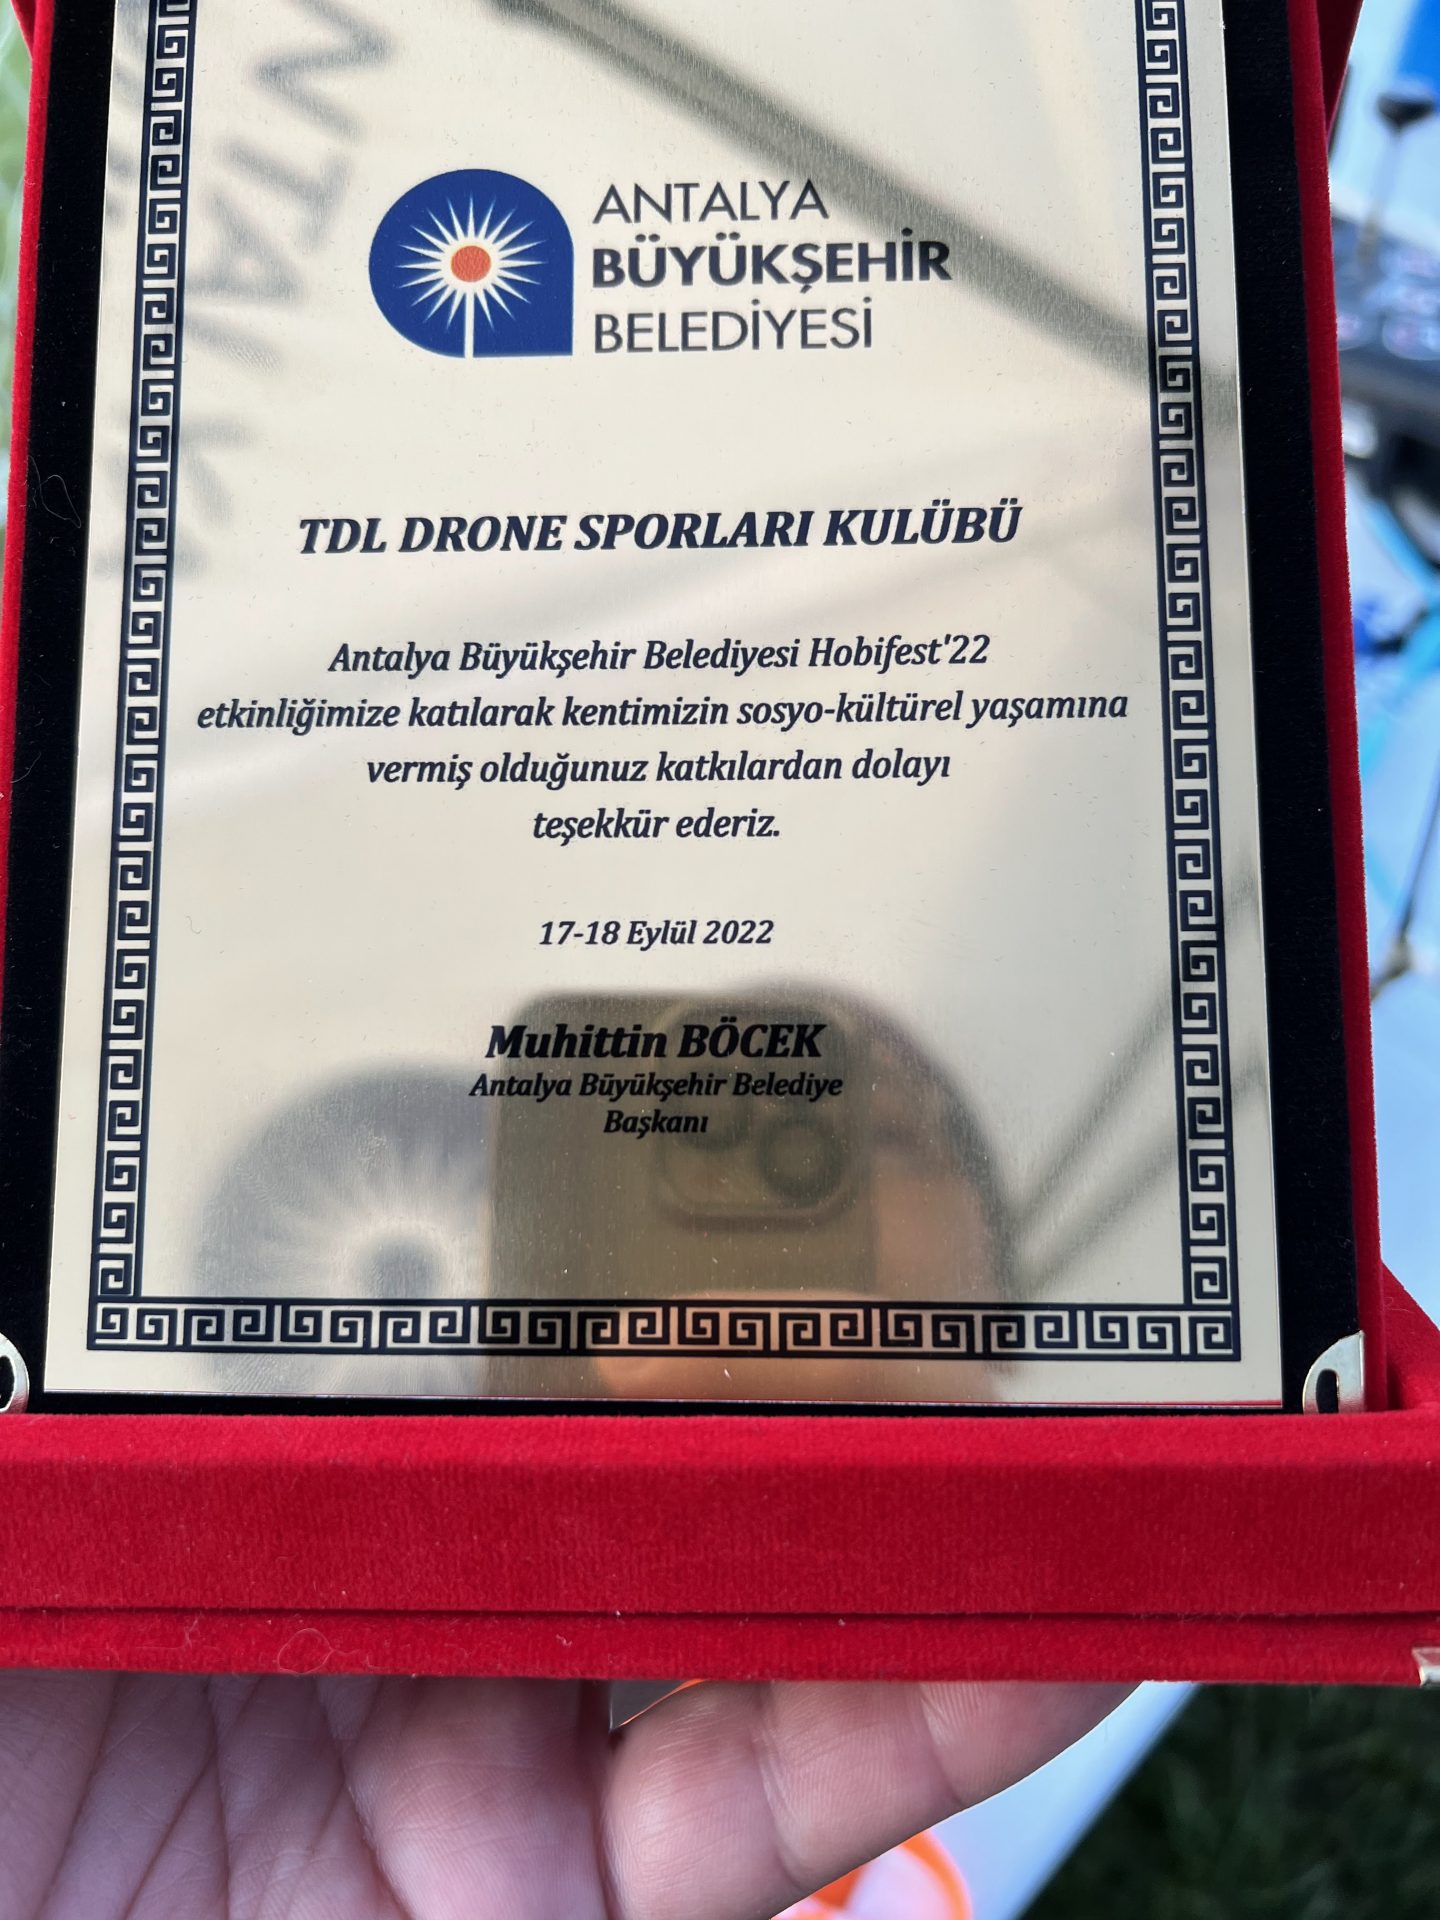 ANTALYA
BÜYÜKŞEHİR
BELEDİYESİ
TDL DRONE SPORLARI KULÜBÜ
Antalya Büyükşehir Belediyesi Hobifest'22
etkinliğimize katılarak kentimizin sosyo-kültürel yaşamına
vermiş olduğunuz katkılardan dolayı
teşekkür ederiz.
17-18 Eylül 2022
Muhittin BÖCEK
Antalya Büyükşehir Belediye
Başkanı